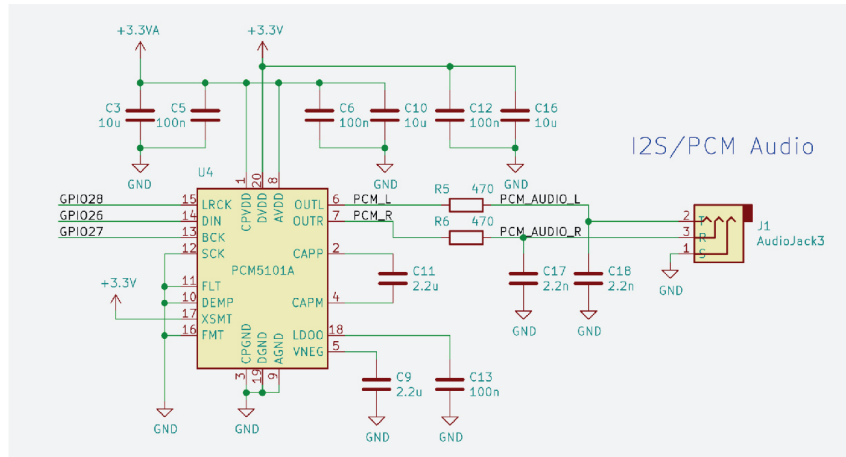 +3.3VA
+3.3V
C3
10u
C5
100n
C6
100n
C10
10u
C12
100n
C16
10u
I2S/PCM Audio
GND
GND
GND
GND
U4
1
20
8
CPVDD
DVDD
AVDD
GPIO28
15
LRCK
GPIO26
14
DIN
GPIO27
13
BCK
12
SCK
11
FLT
10
DEMP
+3.3V
17
XSMT
16
FMT
PCM5101A
OUTL
6
PCM_L
R5
470
PCM_AUDIO_L
OUTR
7
PCM_R
R6
470
PCM_AUDIO_R
CAPP
2
C11
2.2u
CAPM
4
C17
2.2n
C18
2.2n
2
T
3
R
1
S
J1
AudioJack3
GND
GND
GND
LDOO
18
VNEG
5
C9
2.2u
C13
100n
CPGND
DGND
AGND
3
19
9
GND
GND
GND
GND